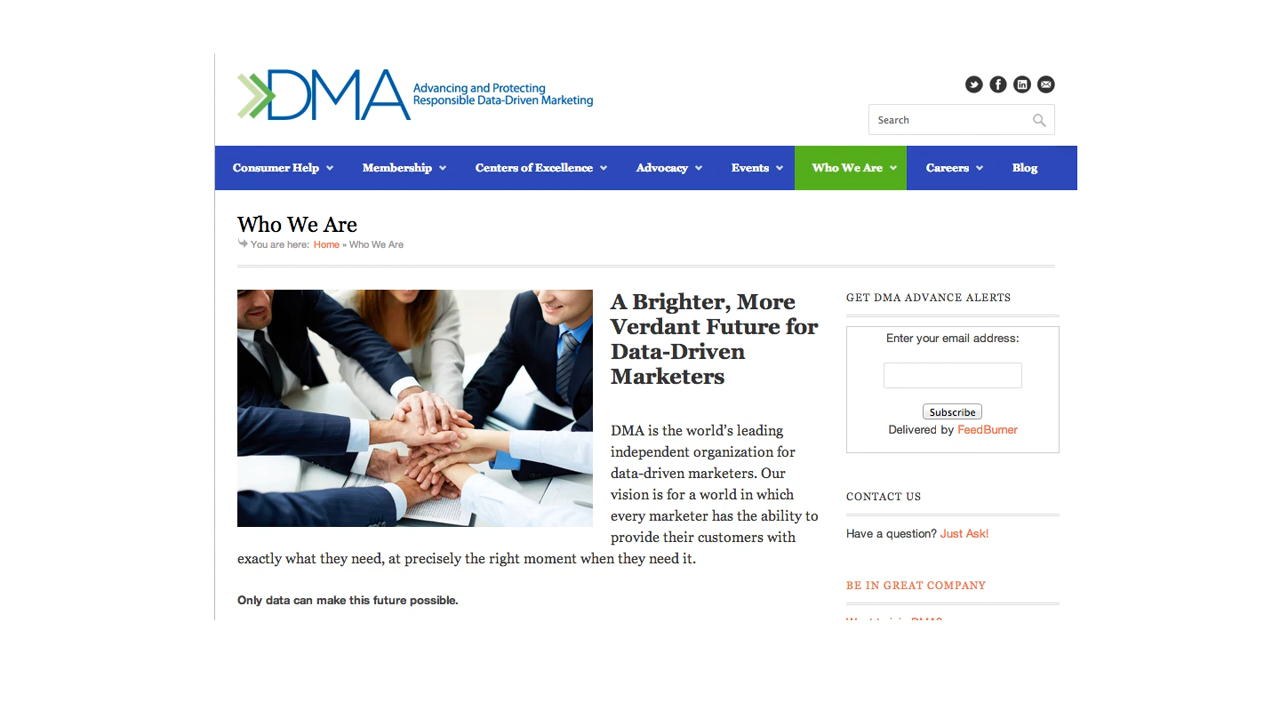 DMA
Advancing and Protecting
Responsible Data-Driven Marketing
Search
Consumer Help
Membership
Centers of Excellence
Advocacy
Events
Who We Are
Careers
Blog
Who We Are
You are here: Home » Who We Are
A Brighter, More
Verdant Future for
Data-Driven
Marketers
DMA is the world's leading
independent organization for
data-driven marketers. Our
vision is for a world in which
every marketer has the ability to
provide their customers with
exactly what they need, at precisely the right moment when they need it.
Only data can make this future possible.
GET DMA ADVANCE ALERTS
Enter your email address:
Subscribe
Delivered by FeedBurner
CONTACT US
Have a question? Just Ask!
BE IN GREAT COMPANY